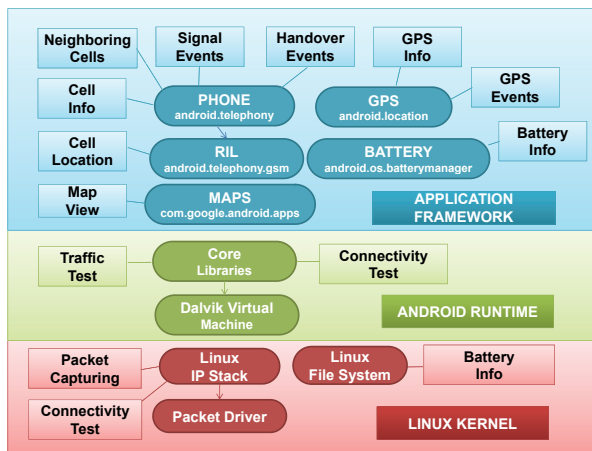 Neighboring
Cells
Signal
Events
Handover
Events
GPS
Info
Cell
Info
PHONE
android.telephony
GPS
android.location
GPS
Events
Cell
Location
RIL
android.telephony.gsm
BATTERY
android.os.batterymanager
Battery
Info
Map
View
MAPS
com.google.android.apps
APPLICATION
FRAMEWORK
Traffic
Test
Core
Libraries
Connectivity
Test
Dalvik Virtual
Machine
ANDROID RUNTIME
Packet
Capturing
Linux
IP Stack
Linux
File System
Battery
Info
Connectivity
Test
Packet Driver
LINUX KERNEL